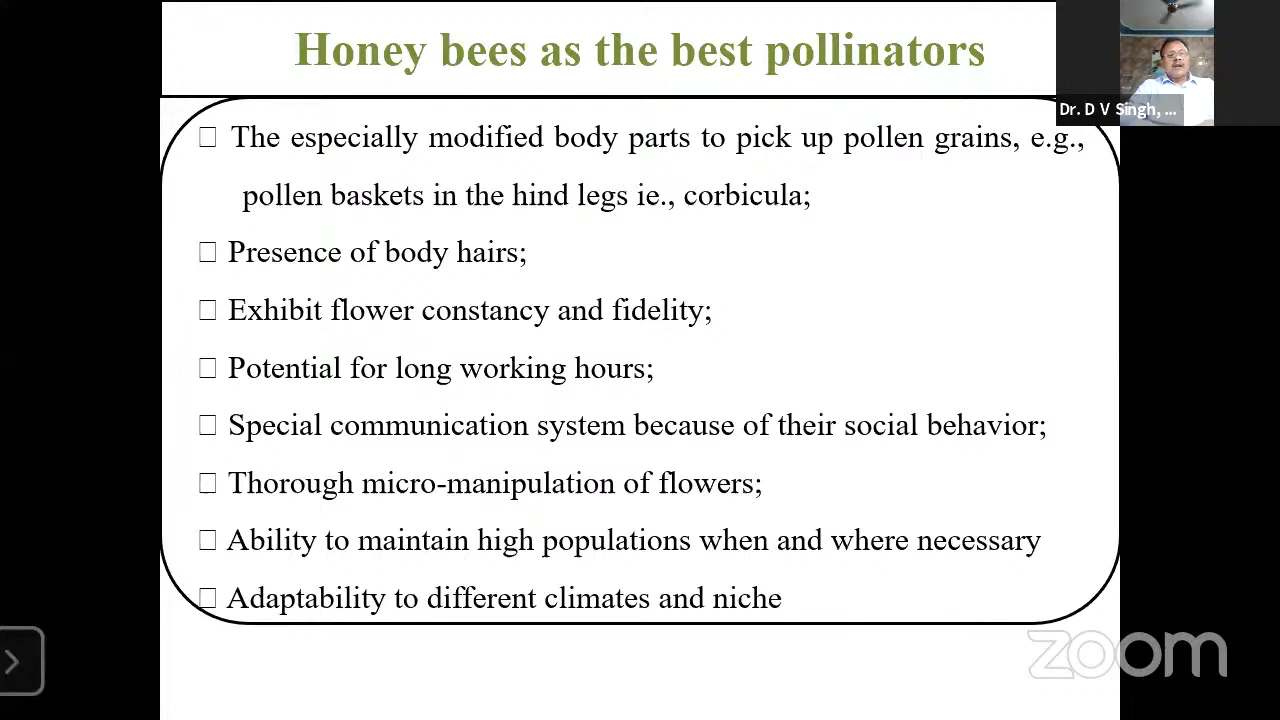 Honey bees as the best pollinators
Dr. D V Singh, ...
□ The especially modified body parts to pick up pollen grains, e.g.,
pollen baskets in the hind legs ie., corbicula;
□ Presence of body hairs;
□ Exhibit flower constancy and fidelity;
□ Potential for long working hours;
□ Special communication system because of their social behavior;
□ Thorough micro-manipulation of flowers;
□ Ability to maintain high populations when and where necessary
□ Adaptability to different climates and niche
zoom